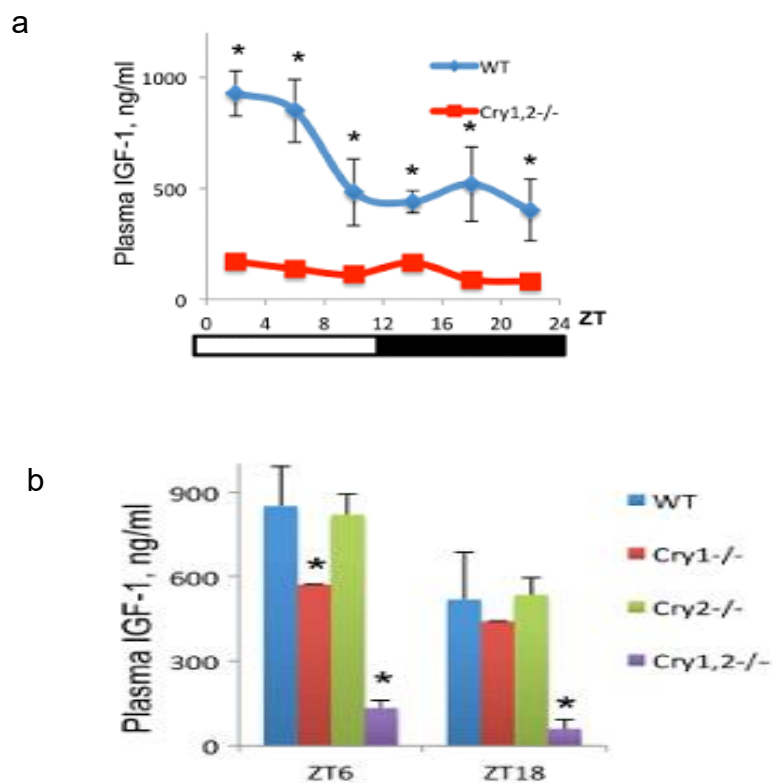 a
Plasma IGF-1, ng/ml
* * * * * *
WT
Cry1,2-/-
1000
500
0
0 4 8 12 16 20 24 ZT
b
Plasma IGF-1, ng/ml
900
600
300
0
* * *
WT
Cry1-/-
Cry2-/-
Cry1,2-/-
ZT6 ZT18